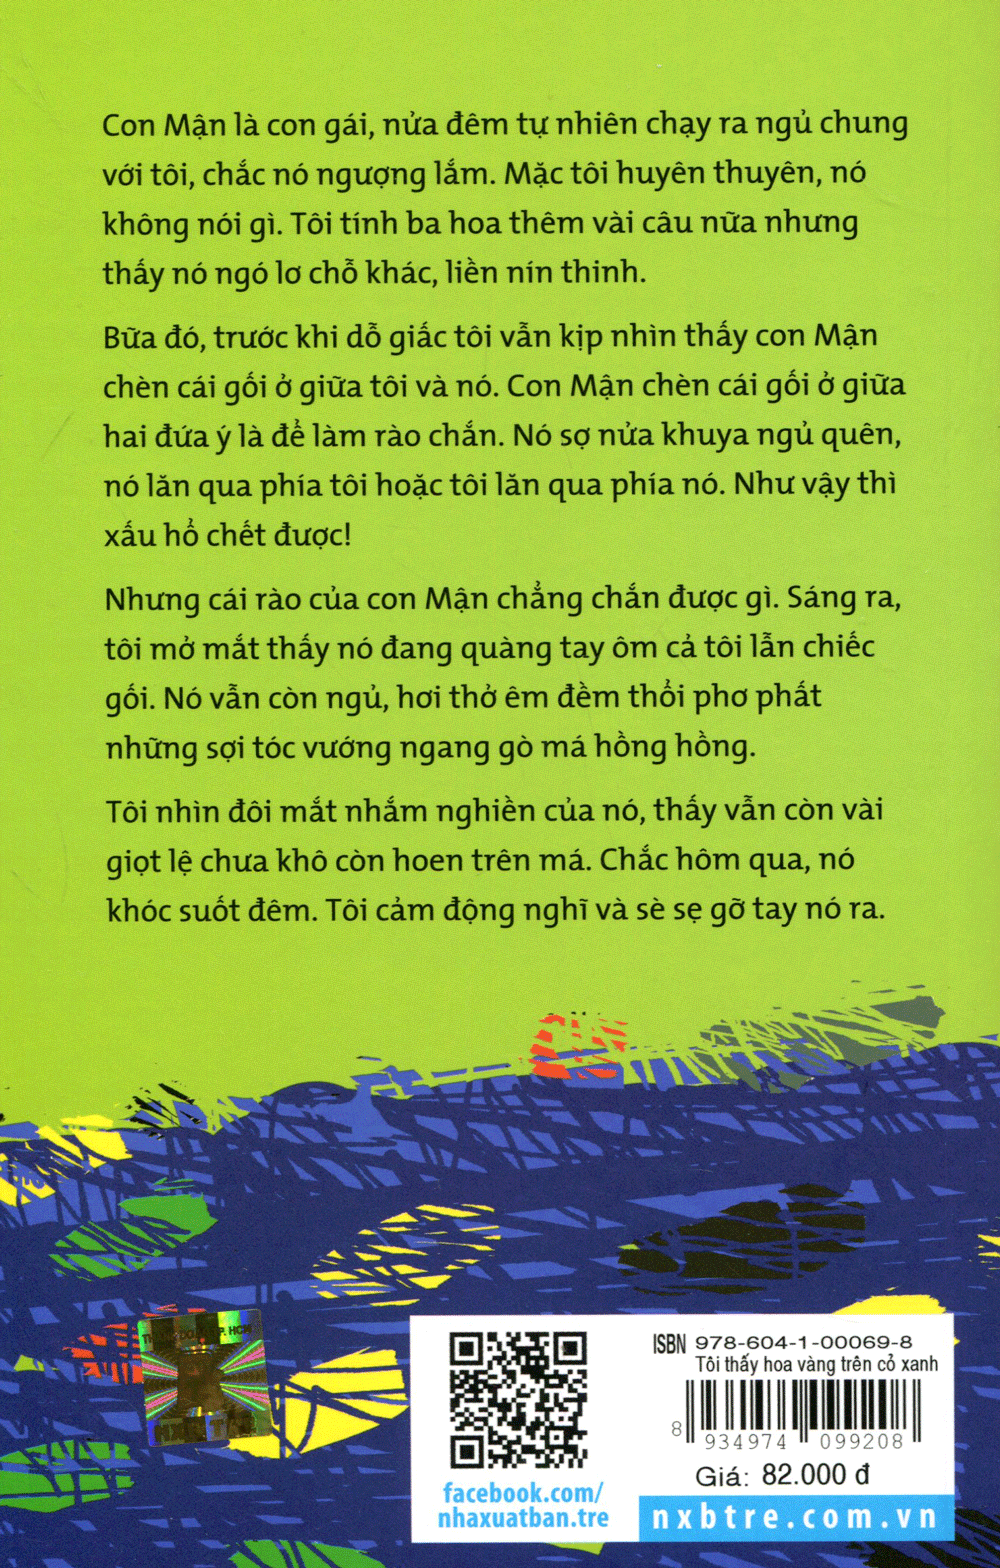 Con Mận là con gái, nửa đêm tự nhiên chạy ra ngủ chung
với tôi, chắc nó ngượng lắm. Mặc tôi huyên thuyên, nó
không nói gì. Tôi tính ba hoa thêm vài câu nữa nhưng
thấy nó ngó lơ chỗ khác, liền nín thinh.
Bữa đó, trước khi dỗ giấc tôi vẫn kịp nhìn thấy con Mận
chèn cái gối ở giữa tôi và nó. Con Mận chèn cái gối ở giữa
hai đứa ý là để làm rào chắn. Nó sợ nửa khuya ngủ quên,
nó lăn qua phía tôi hoặc tôi lăn qua phía nó. Như vậy thì
xấu hổ chết được!
Nhưng cái rào của con Mận chẳng chắn được gì. Sáng ra,
tôi mở mắt thấy nó đang quàng tay ôm cả tôi lẫn chiếc
gối. Nó vẫn còn ngủ, hơi thở êm đềm thổi phơ phất
những sợi tóc vướng ngang gò má hồng hồng.
Tôi nhìn đôi mắt nhắm nghiền của nó, thấy vẫn còn vài
giọt lệ chưa khô còn hoen trên má. Chắc hôm qua, nó
khóc suốt đêm. Tôi cảm động nghĩ và sè sẹ gỡ tay nó ra.
P. HCM
ISBN 978-604-1-00069-8
Tôi thấy hoa vàng trên cỏ xanh
8 934974 099208
Giá: 82.000 đ
facebook.com/
nhaxuatban.tre
nxbtre.com.vn